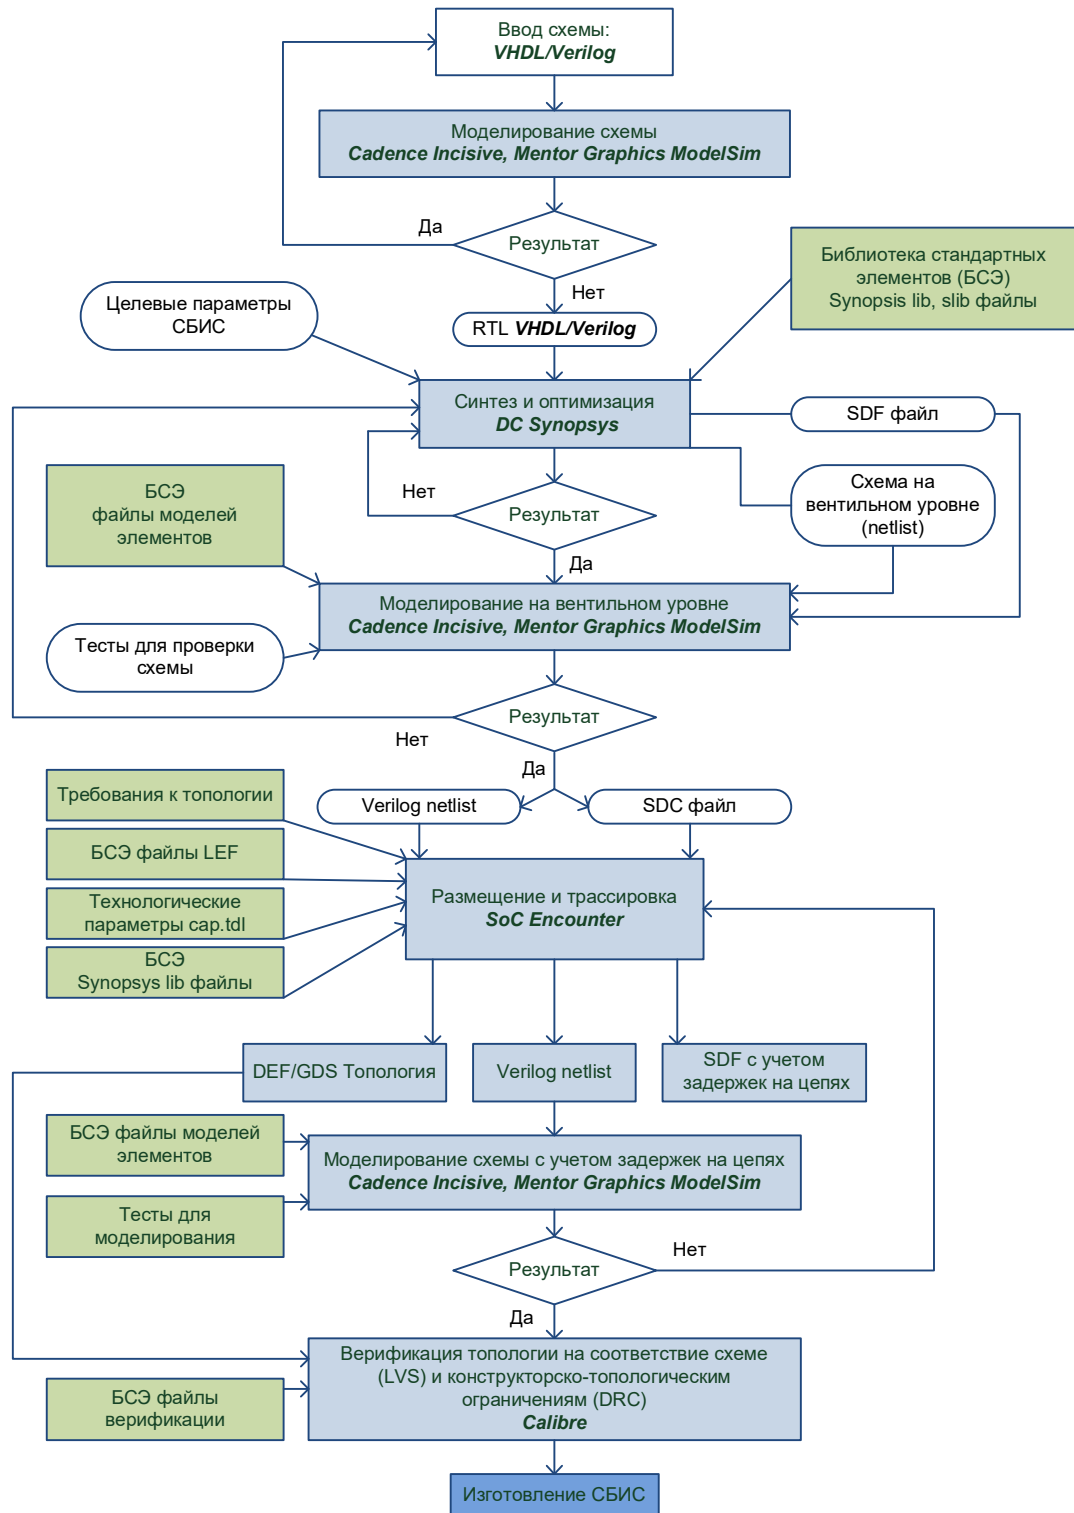 Ввод схемы:
VHDL/Verilog
Моделирование схемы
Cadence Incisive, Mentor Graphics ModelSim
Да
Результат
Нет
Библиотека стандартных
элементов (БСЭ)
Synopsis lib, slib файлы
Целевые параметры
СБИС
RTL VHDL/Verilog
Синтез и оптимизация
DC Synopsys
SDF файл
Нет
Результат
Да
Схема на
вентильном уровне
(netlist)
БСЭ
файлы моделей
элементов
Моделирование на вентильном уровне
Cadence Incisive, Mentor Graphics ModelSim
Тесты для проверки
схемы
Результат
Нет
Да
Verilog netlist
SDC файл
Требования к топологии
БСЭ файлы LEF
Технологические
параметры cap.tdl
БСЭ
Synopsys lib файлы
Размещение и трассировка
SoC Encounter
DEF/GDS Топология
Verilog netlist
SDF с учетом
задержек на цепях
БСЭ файлы моделей
элементов
Моделирование схемы с учетом задержек на цепях
Cadence Incisive, Mentor Graphics ModelSim
Тесты для
моделирования
Результат
Нет
Да
Верификация топологии на соответствие схеме
(LVS) и конструкторско-топологическим
ограничениям (DRC)
Calibre
БСЭ файлы
верификации
Изготовление СБИС